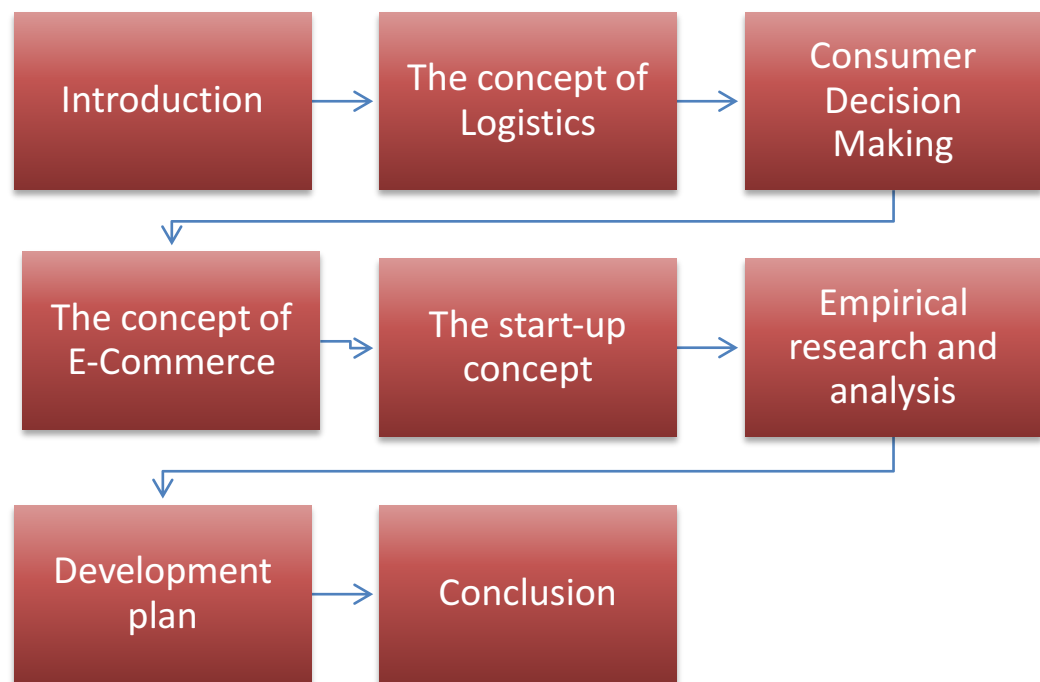 Introduction
The concept of
Logistics
Consumer
Decision
Making
The concept of
E-Commerce
The start-up
concept
Empirical
research and
analysis
Development
plan
Conclusion